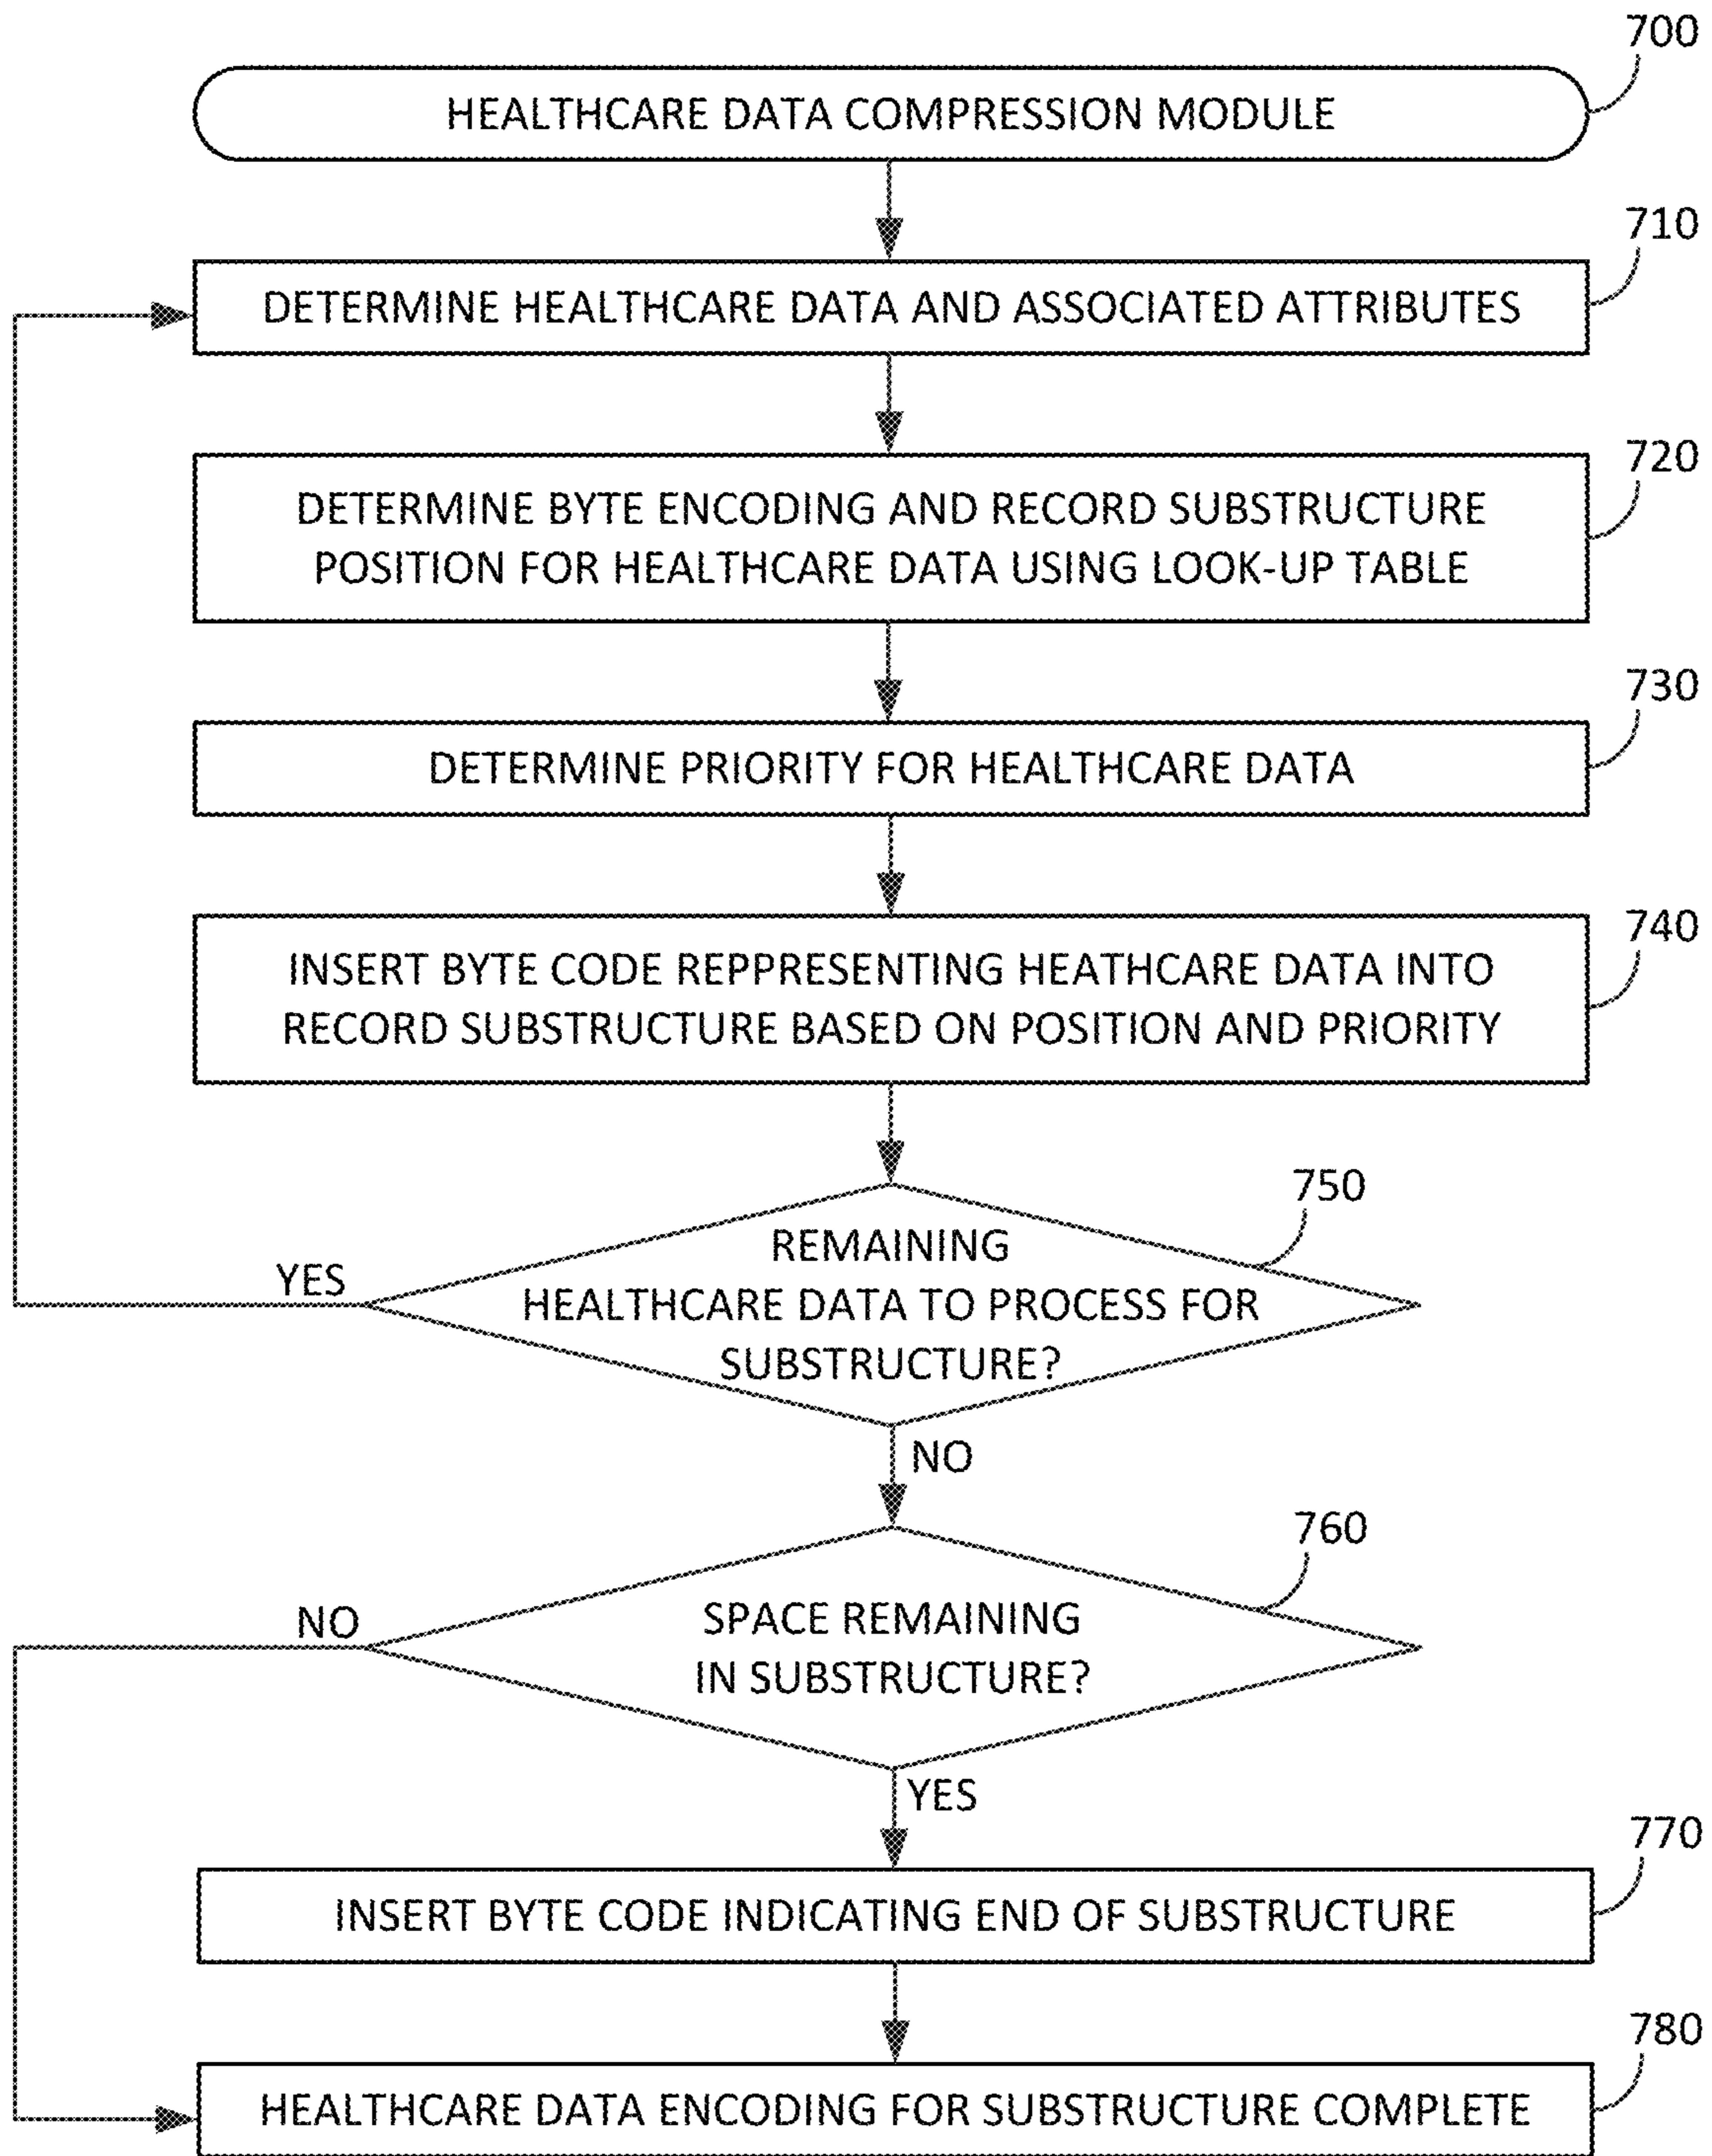 700
HEALTHCARE DATA COMPRESSION MODULE
710
DETERMINE HEALTHCARE DATA AND ASSOCIATED ATTRIBUTES
720
DETERMINE BYTE ENCODING AND RECORD SUBSTRUCTURE
POSITION FOR HEALTHCARE DATA USING LOOK-UP TABLE
730
DETERMINE PRIORITY FOR HEALTHCARE DATA
740
INSERT BYTE CODE REPPRESENTING HEATHCARE DATA INTO
RECORD SUBSTRUCTURE BASED ON POSITION AND PRIORITY
750
REMAINING
HEALTHCARE DATA TO PROCESS FOR
SUBSTRUCTURE?
YES
NO
760
SPACE REMAINING
IN SUBSTRUCTURE?
NO
YES
770
INSERT BYTE CODE INDICATING END OF SUBSTRUCTURE
780
HEALTHCARE DATA ENCODING FOR SUBSTRUCTURE COMPLETE